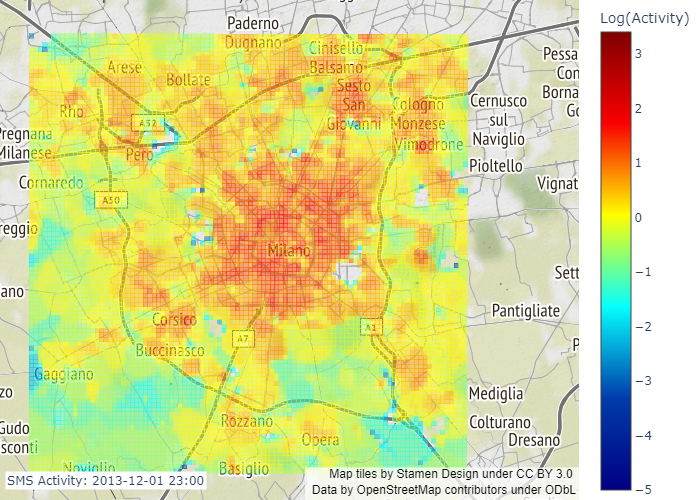 Paderno
Dugnano
Cinisello
Balsamo
Arese
Bollate
Sesto
San
Giovanni
Rho
Cologno
Monzese
Vimodrone
Cernusco
sul
Naviglio
Pessa
Con
Borna
Go
A52
Pregnana
Milanese
Pero
Pioltello
Cornaredo
Vignat
A50
reggio
Milano
Sett
ano
Pantigliate
Corsico
A1
A7
Buccinasco
P
Gaggiano
zo
Mediglia
Rozzano
Colturano
Gudo
sconti
Opera
Dresano
Noviglio
Basiglio
SMS Activity: 2013-12-01 23:00
Map tiles by Stamen Design under CC BY 3.0
Data by OpenStreetMap contributors under ODbL
Log(Activity)
3
2
1
0
−1
−2
−3
−4
−5